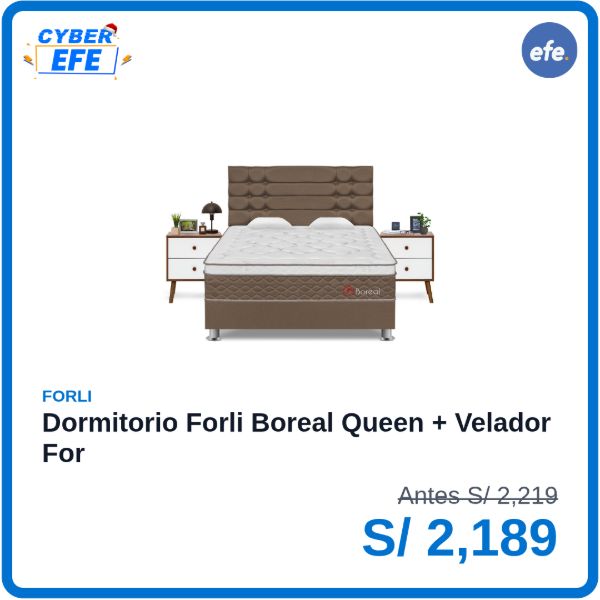 CYBER
EFE
efe.
Boreal
FORLI
Dormitorio Forli Boreal Queen + Velador
For
Antes S/ 2,219
S/ 2,189